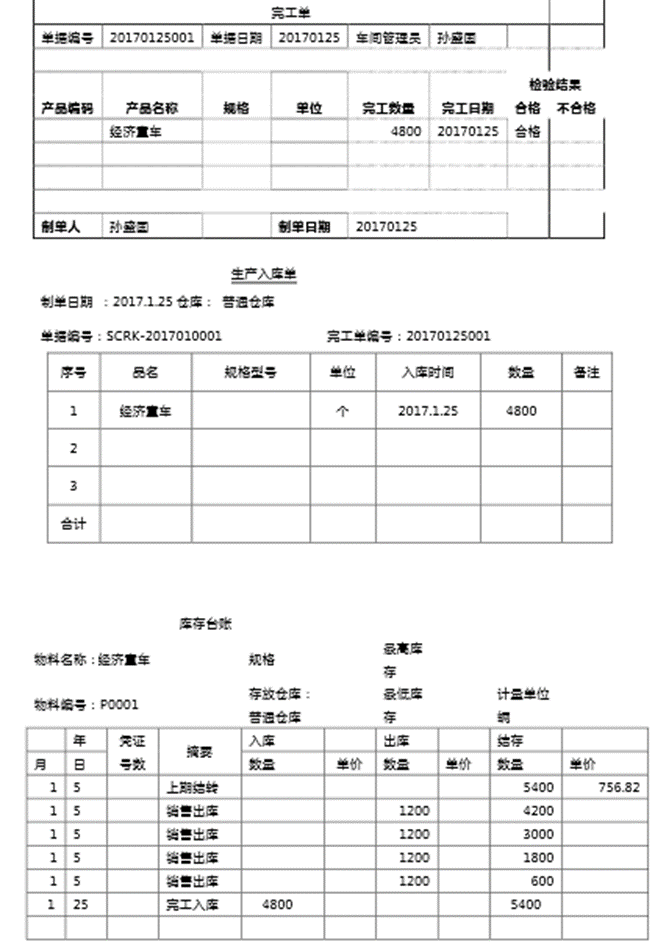 完工单
单据编号 20170125001 单据日期 20170125 车间管理员 孙盛国
检验结果
产品编码 产品名称 规格 单位 完工数量 完工日期 合格 不合格
经济童车 4800 20170125 合格
制单人 孙盛国 制单日期 20170125
生产入库单
制单日期 :2017.1.25 仓库: 普通仓库
单据编号:SCRK-2017010001 完工单编号:20170125001
序号 品名 规格型号 单位 入库时间 数量 备注
1 经济童车 个 2017.1.25 4800
2
3
合计
库存台账
物料名称:经济童车 规格 最高库存
物料编号:P0001 存放仓库:普通仓库 最低库存 计量单位
年 凭证 摘要 入库 出库 结存
月 日 号数 数量 单价 数量 单价 数量 单价
1 5 上期结转 5400 756.82
1 5 销售出库 1200 4200
1 5 销售出库 1200 3000
1 5 销售出库 1200 1800
1 5 销售出库 1200 600
1 25 完工入库 4800 5400